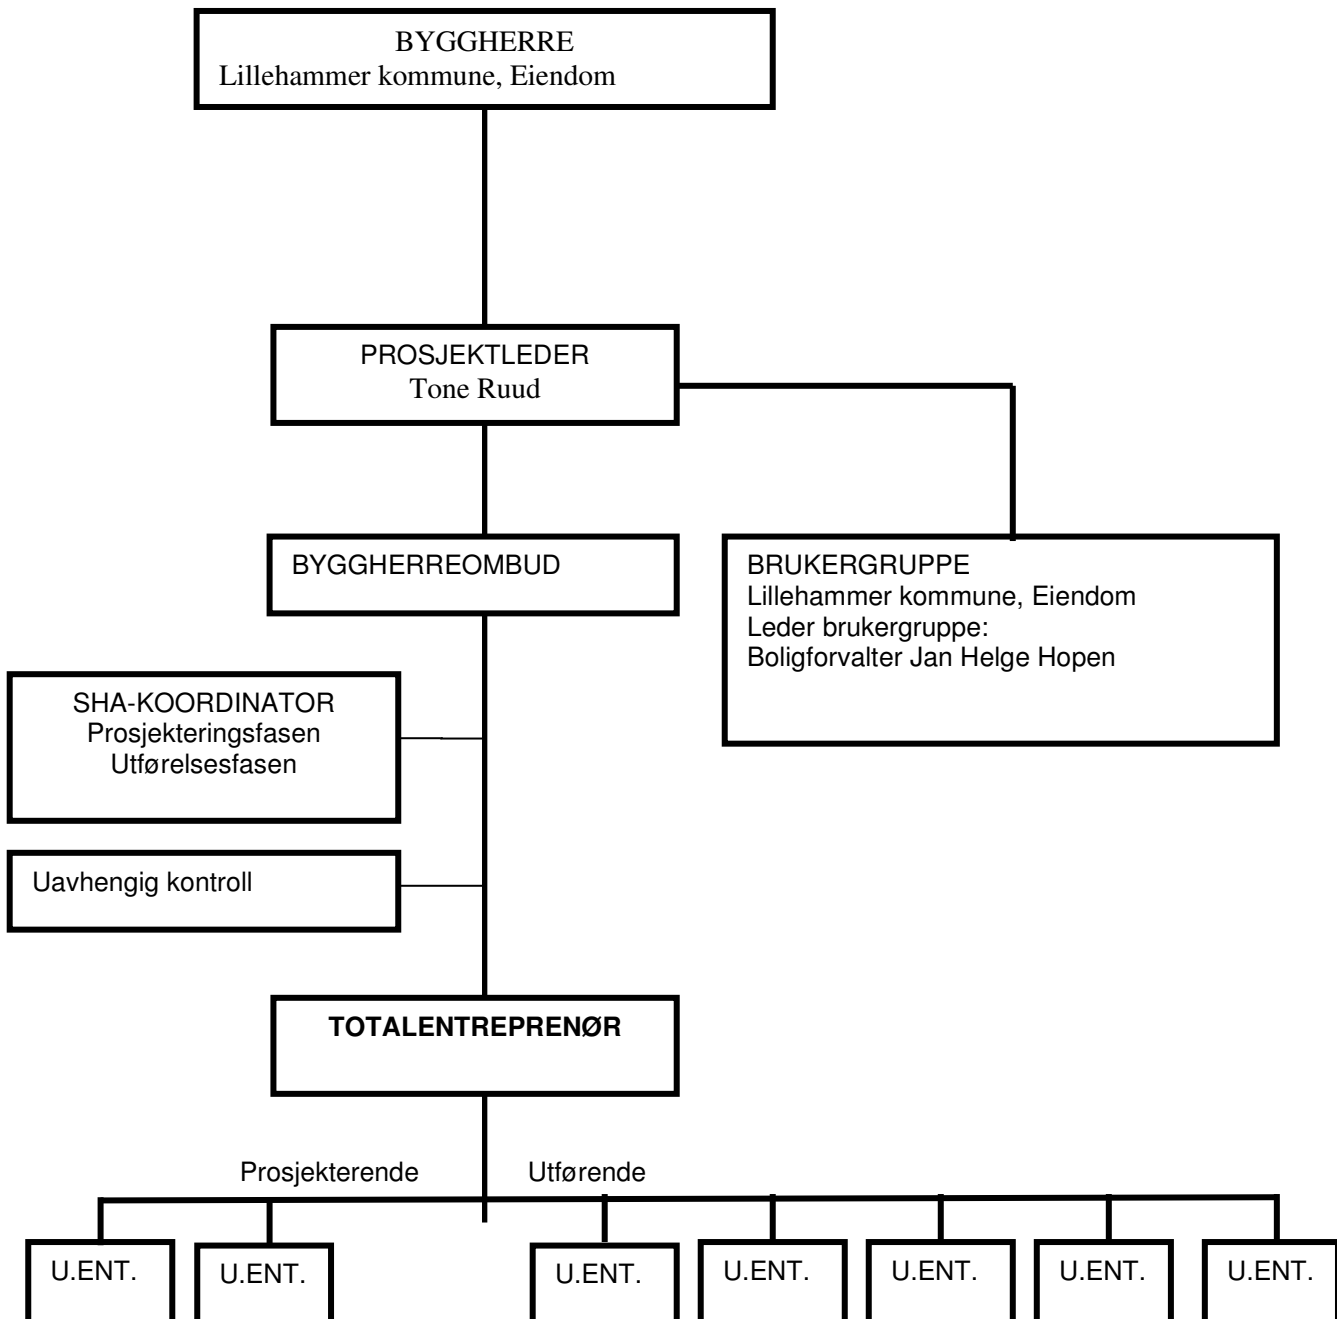 BYGGHERRE
Lillehammer kommune, Eiendom
PROSJEKTLEDER
Tone Ruud
BYGGHERREOMBUD
BRUKERGRUPPE
Lillehammer kommune, Eiendom
Leder brukergruppe:
Boligforvalter Jan Helge Hopen
SHA-KOORDINATOR
Prosjekteringsfasen
Utførelsesfasen
Uavhengig kontroll
TOTALENTREPRENØR
Prosjekterende
Utførende
U.ENT.
U.ENT.
U.ENT.
U.ENT.
U.ENT.
U.ENT.
U.ENT.